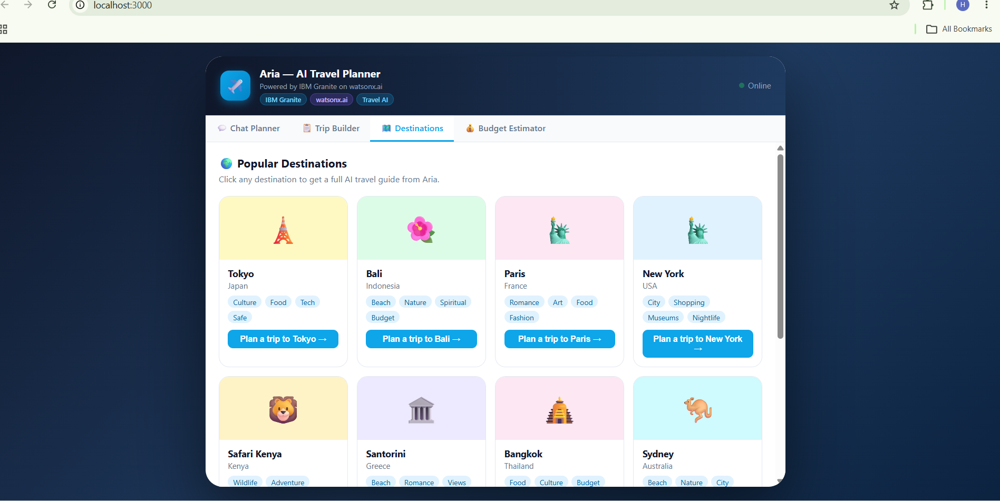 localhost:3000
H
All Bookmarks
Aria — AI Travel Planner
Powered by IBM Granite on watsonx.ai
IBM Granite watsonx.ai Travel AI
Online
Chat Planner Trip Builder Destinations Budget Estimator
Popular Destinations
Click any destination to get a full AI travel guide from Aria.
Tokyo
Japan
Culture Food Tech
Safe
Plan a trip to Tokyo →
Bali
Indonesia
Beach Nature Spiritual
Budget
Plan a trip to Bali →
Paris
France
Romance Art Food
Fashion
Plan a trip to Paris →
New York
USA
City Shopping
Museums Nightlife
Plan a trip to New York
→
Safari Kenya
Kenya
Wildlife Adventure
Santorini
Greece
Beach Romance Views
Bangkok
Thailand
Food Culture Budget
Sydney
Australia
Beach Nature City